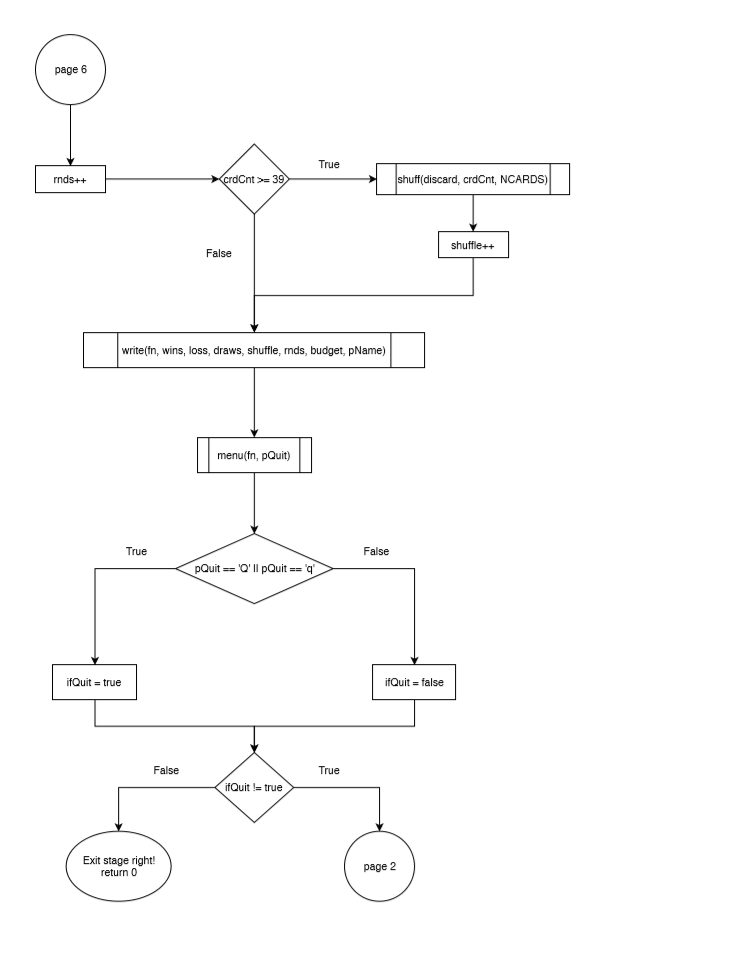 page 6
rnds++
crdCnt >= 39
True
shuff(discard, crdCnt, NCARDS)
shuffle++
False
write(fn, wins, loss, draws, shuffle, rnds, budget, pName)
menu(fn, pQuit)
True
pQuit == 'Q' II pQuit == 'q'
False
ifQuit = true
ifQuit = false
False
ifQuit != true
True
Exit stage right!
return 0
page 2